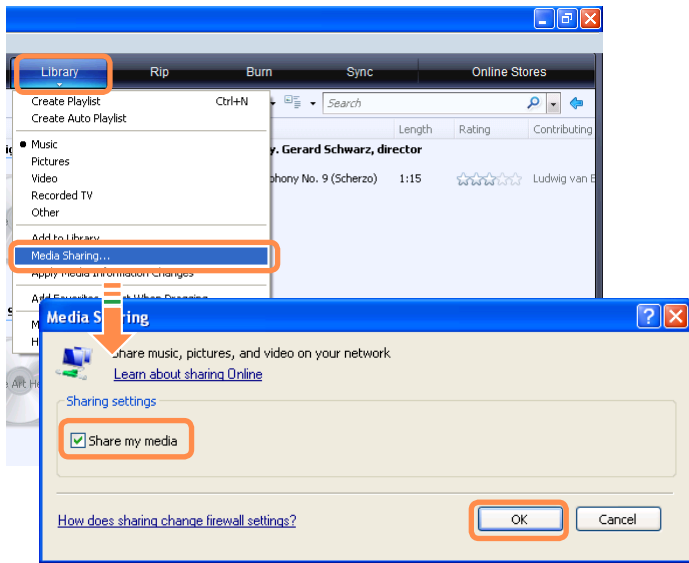 Library Rip Burn Sync Online Stores
Create Playlist Ctrl+N
Search
Create Auto Playlist
Length Rating Contributing
Music
y. Gerard Schwarz, director
Pictures
Video
phony No. 9 (Scherzo) 1:15 Ludwig van B
Recorded TV
Other
Add to Library
Media Sharing...
Apply Media Information Changes
Media Sharing
Share music, pictures, and video on your network
Learn about sharing Online
Sharing settings
Share my media
How does sharing change firewall settings?
OK Cancel